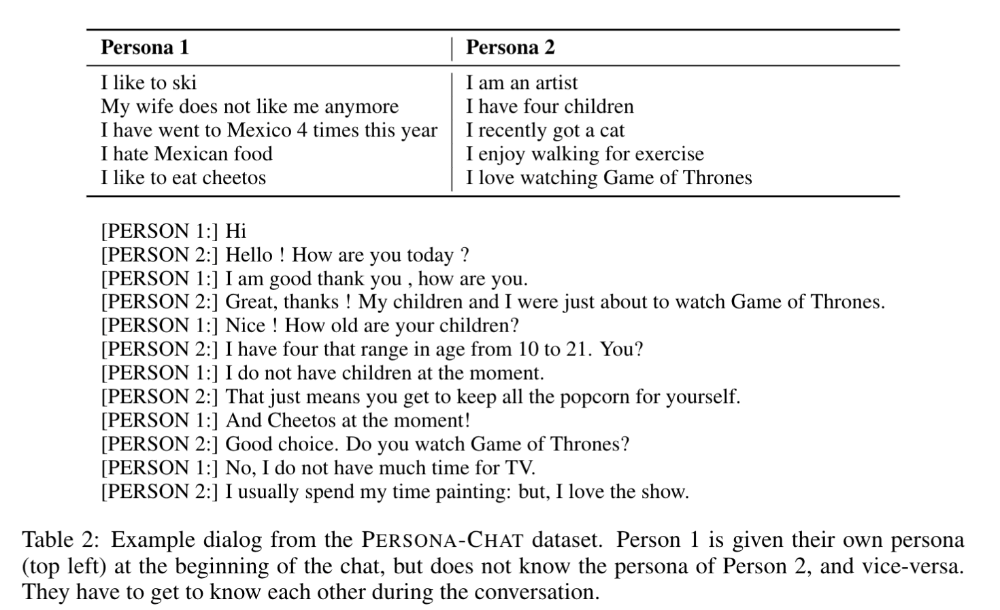 Persona 1 | Persona 2
I like to ski | I am an artist
My wife does not like me anymore | I have four children
I have went to Mexico 4 times this year | I recently got a cat
I hate Mexican food | I enjoy walking for exercise
I like to eat cheetos | I love watching Game of Thrones
[PERSON 1:] Hi
[PERSON 2:] Hello ! How are you today ?
[PERSON 1:] I am good thank you , how are you.
[PERSON 2:] Great, thanks ! My children and I were just about to watch Game of Thrones.
[PERSON 1:] Nice ! How old are your children?
[PERSON 2:] I have four that range in age from 10 to 21. You?
[PERSON 1:] I do not have children at the moment.
[PERSON 2:] That just means you get to keep all the popcorn for yourself.
[PERSON 1:] And Cheetos at the moment!
[PERSON 2:] Good choice. Do you watch Game of Thrones?
[PERSON 1:] No, I do not have much time for TV.
[PERSON 2:] I usually spend my time painting: but, I love the show.
Table 2: Example dialog from the PERSONA-CHAT dataset. Person 1 is given their own persona
(top left) at the beginning of the chat, but does not know the persona of Person 2, and vice-versa.
They have to get to know each other during the conversation.